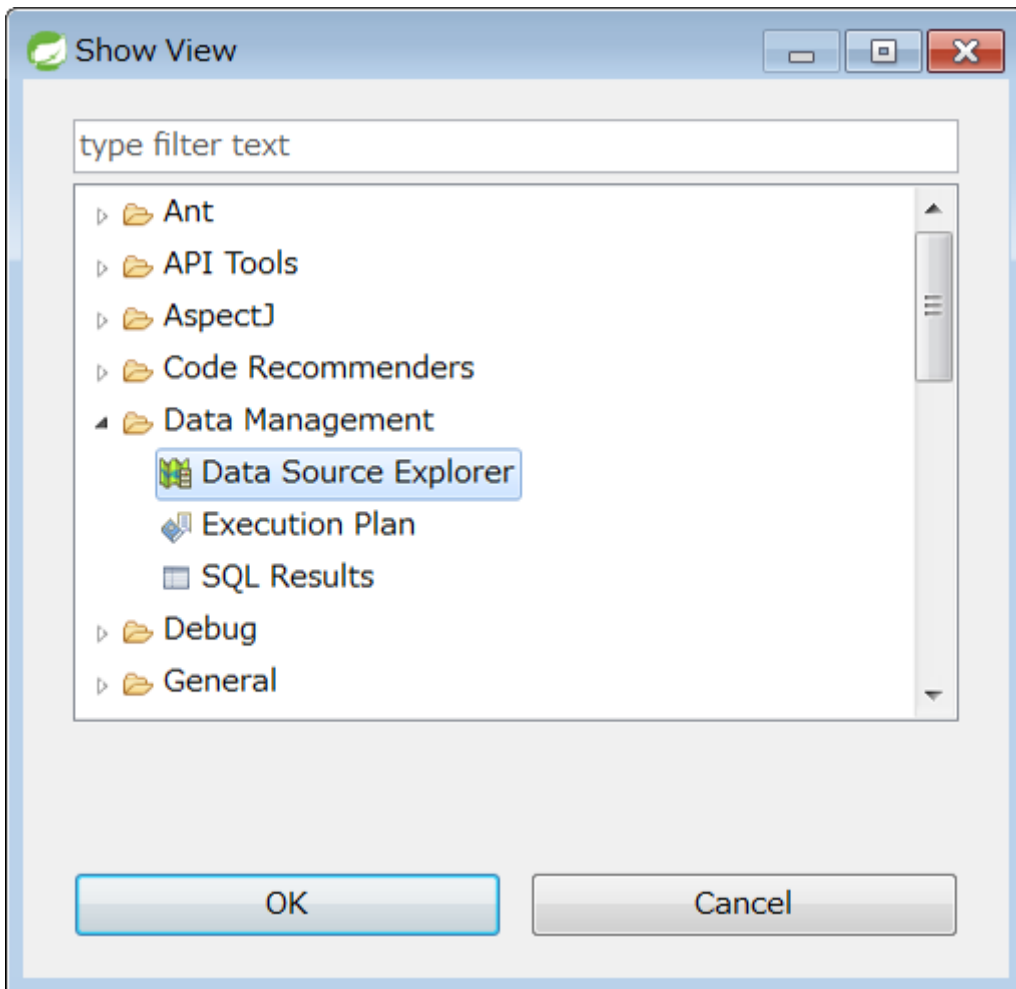 Show View
type filter text
Ant
API Tools
AspectJ
Code Recommenders
Data Management
Data Source Explorer
Execution Plan
SQL Results
Debug
General
OK
Cancel